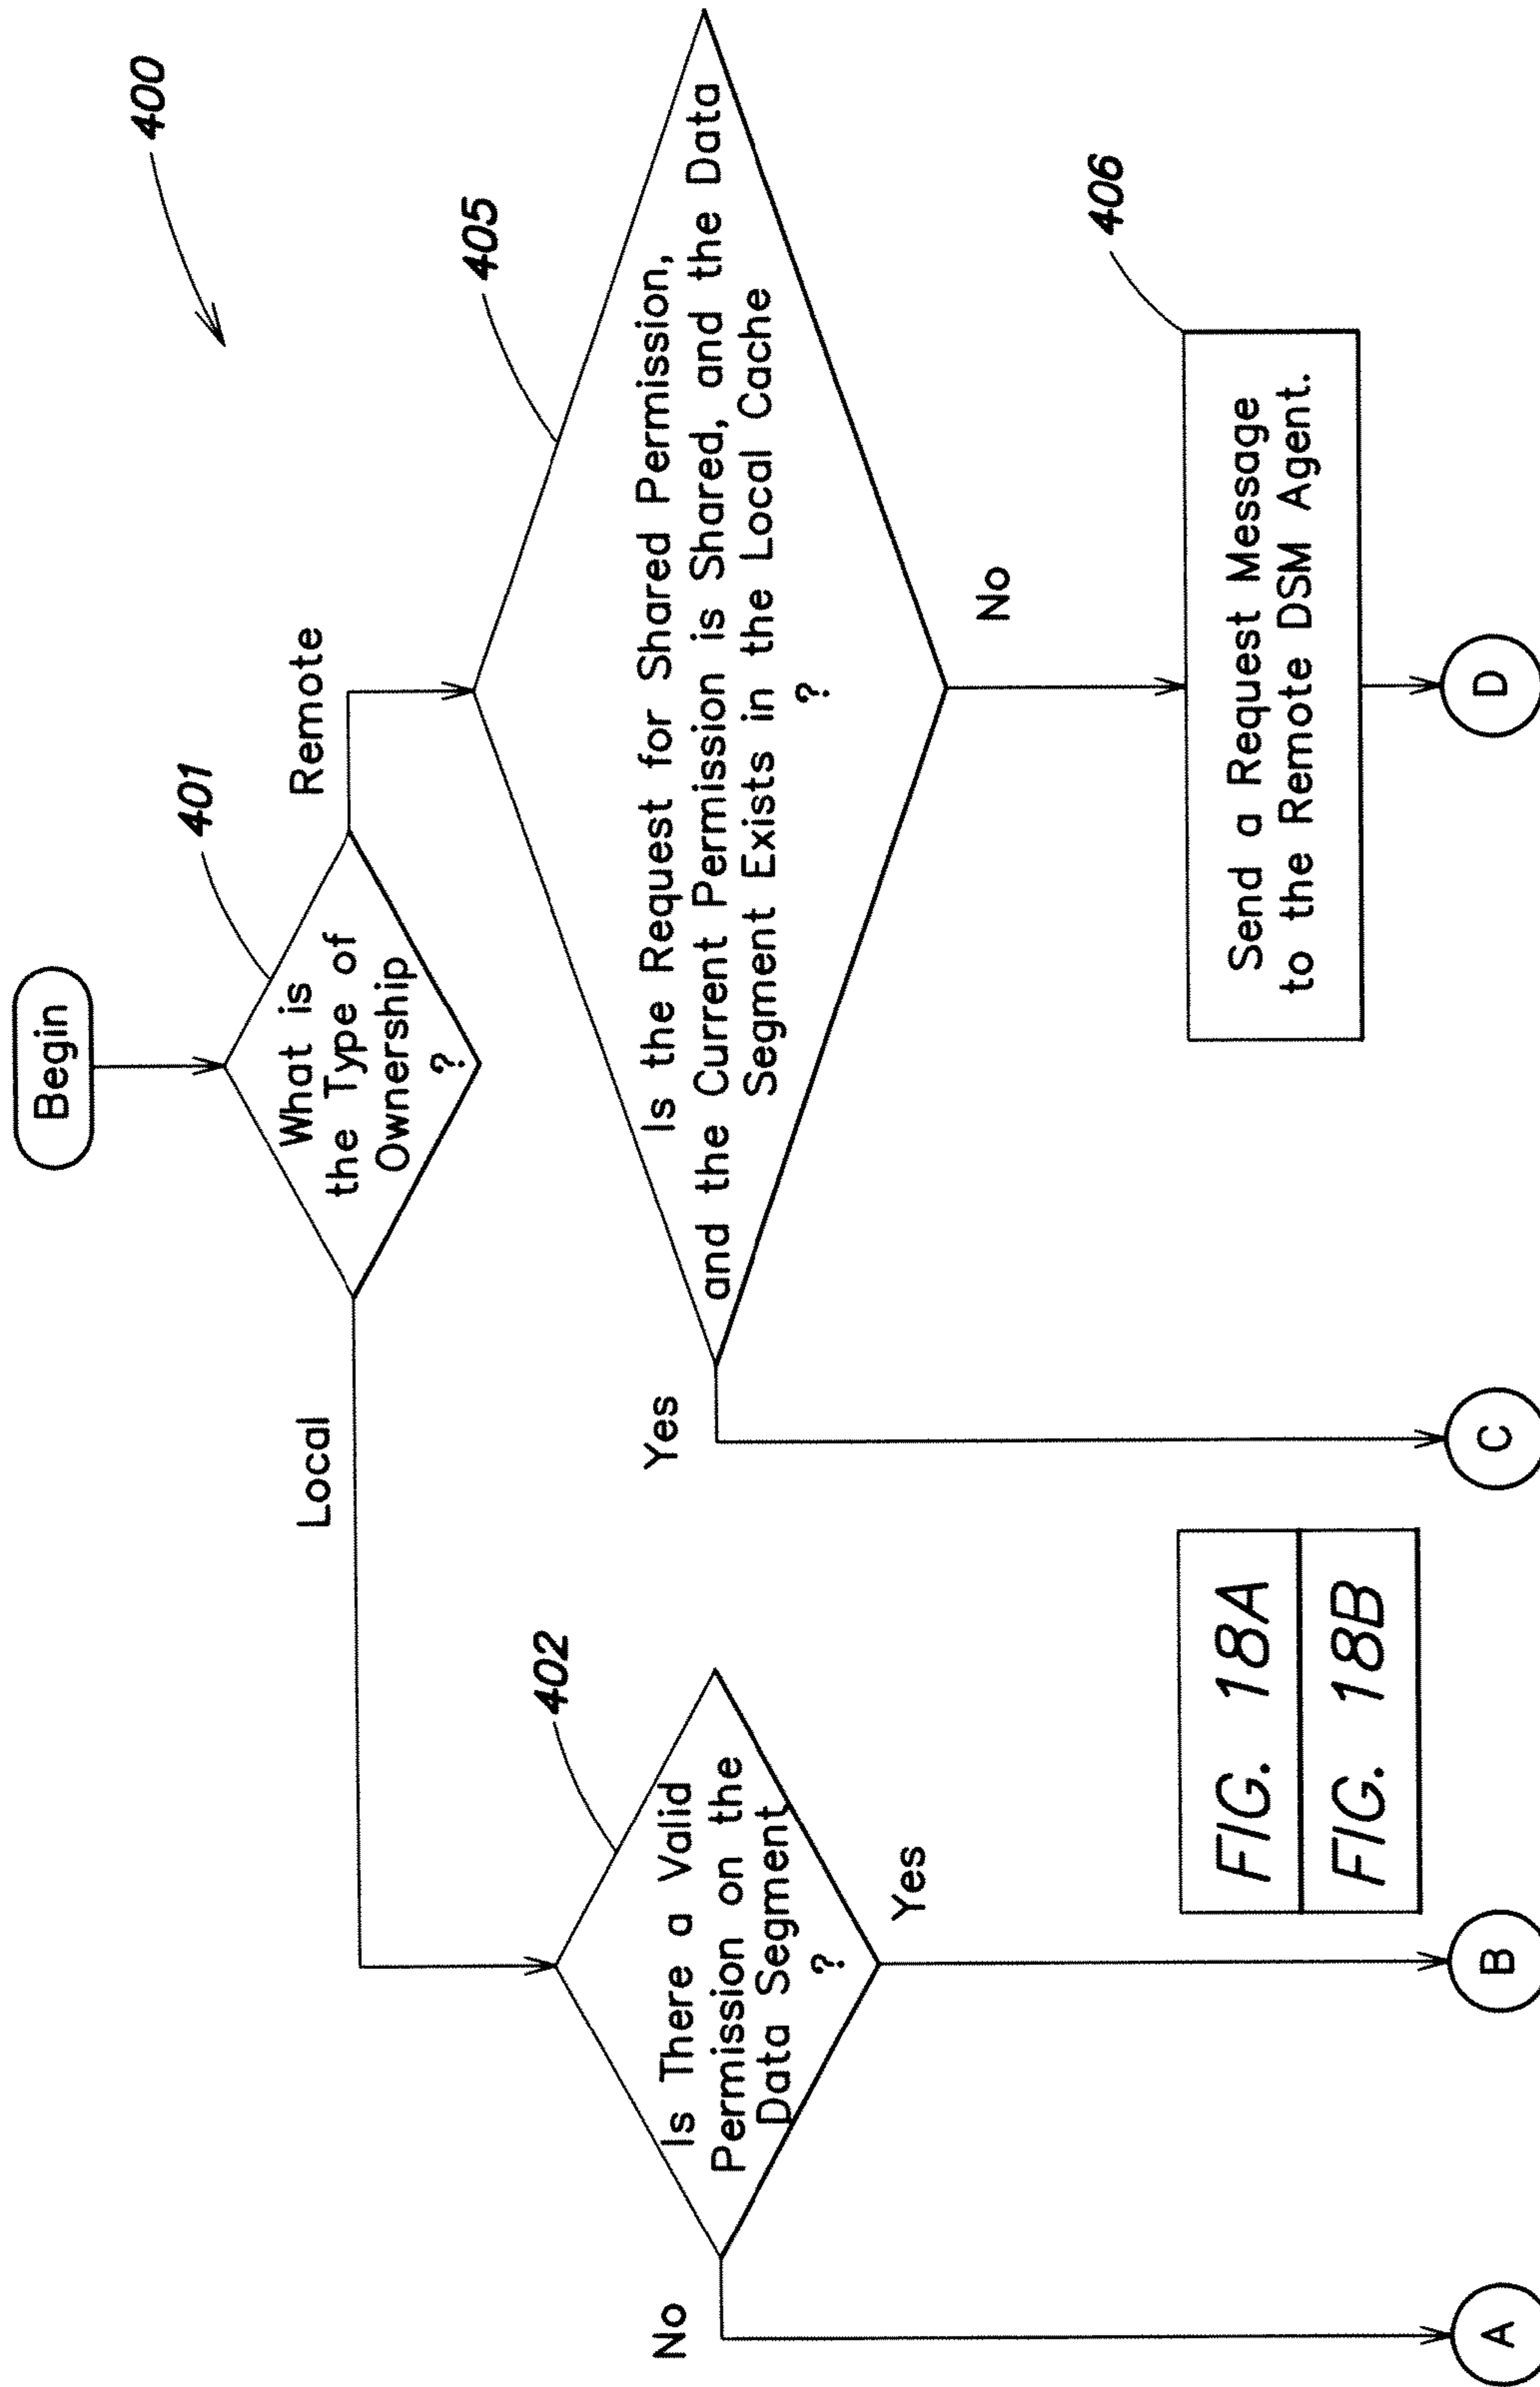 400
Begin
401
What is
the Type of
Ownership
?
Local
Remote
402
Is There a Valid
Permission on the
Data Segment
?
No
Yes
405
Is the Request for Shared Permission,
and the Current Permission is Shared, and the Data
Segment Exists in the Local Cache
?
Yes
No
406
Send a Request Message
to the Remote DSM Agent.
FIG. 18A
FIG. 18B
A
B
C
D